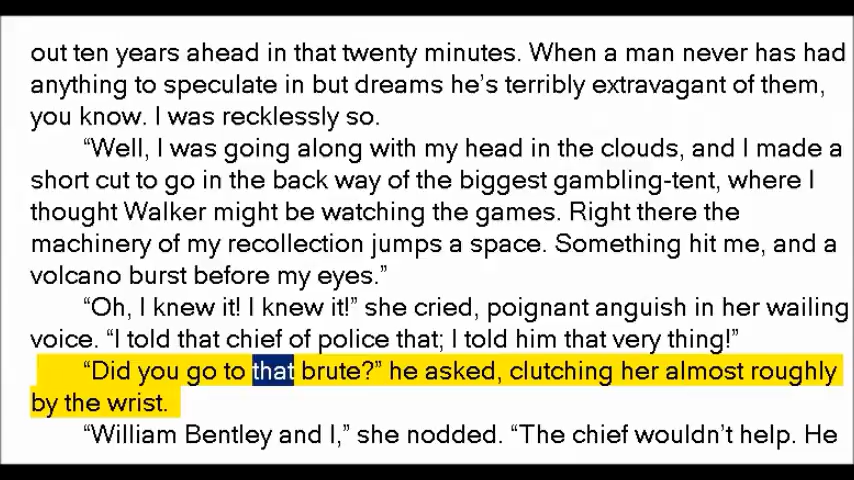 out ten years ahead in that twenty minutes. When a man never has had
anything to speculate in but dreams he’s terribly extravagant of them,
you know. I was recklessly so.
“Well, I was going along with my head in the clouds, and I made a
short cut to go in the back way of the biggest gambling-tent, where I
thought Walker might be watching the games. Right there the
machinery of my recollection jumps a space. Something hit me, and a
volcano burst before my eyes.”
“Oh, I knew it! I knew it!” she cried, poignant anguish in her wailing
voice. “I told that chief of police that; I told him that very thing!”
“Did you go to that brute?” he asked, clutching her almost roughly
by the wrist.
“William Bentley and I,” she nodded. “The chief wouldn’t help. He